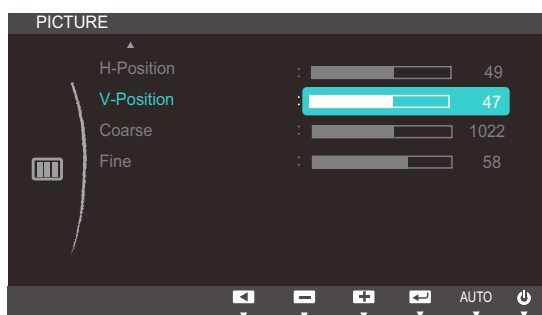 PICTURE
H-Position : 49
V-Position : 47
Coarse : 1022
Fine : 58
AUTO